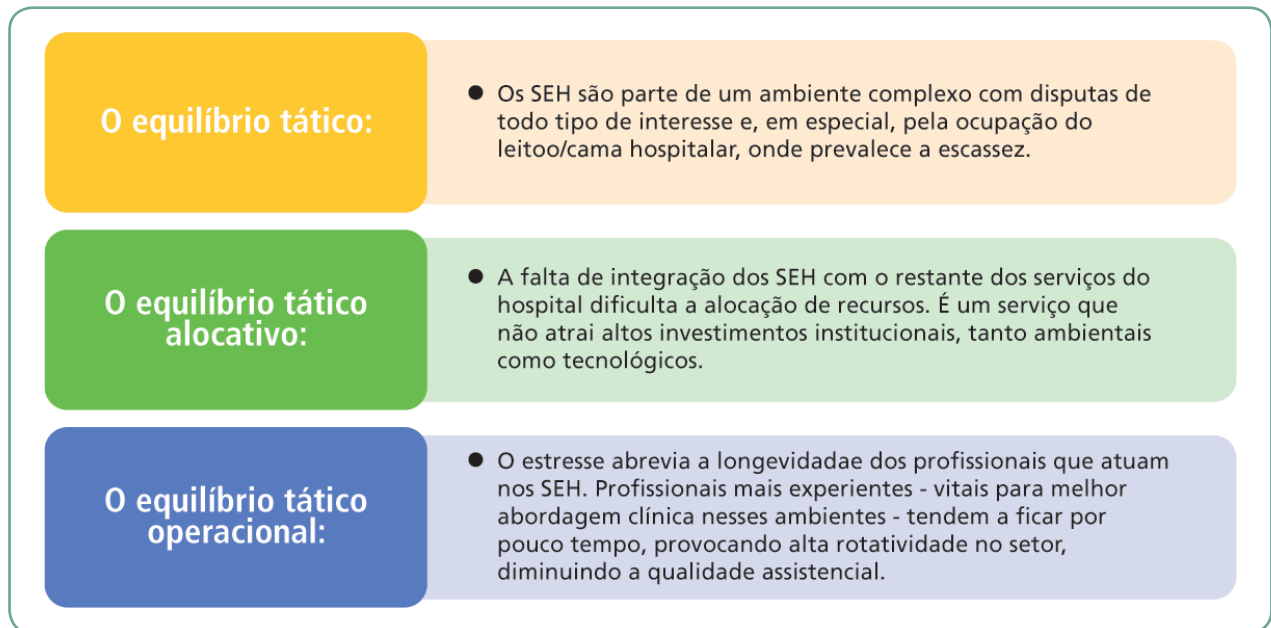 O equilíbrio tático:
● Os SEH são parte de um ambiente complexo com disputas de
todo tipo de interesse e, em especial, pela ocupação do
leitoo/cama hospitalar, onde prevalece a escassez.
O equilíbrio tático
alocativo:
● A falta de integração dos SEH com o restante dos serviços do
hospital dificulta a alocação de recursos. É um serviço que
não atrai altos investimentos institucionais, tanto ambientais
como tecnológicos.
O equilíbrio tático
operacional:
● O estresse abrevia a longevidadae dos profissionais que atuam
nos SEH. Profissionais mais experientes - vitais para melhor
abordagem clínica nesses ambientes - tendem a ficar por
pouco tempo, provocando alta rotatividade no setor,
diminuindo a qualidade assistencial.